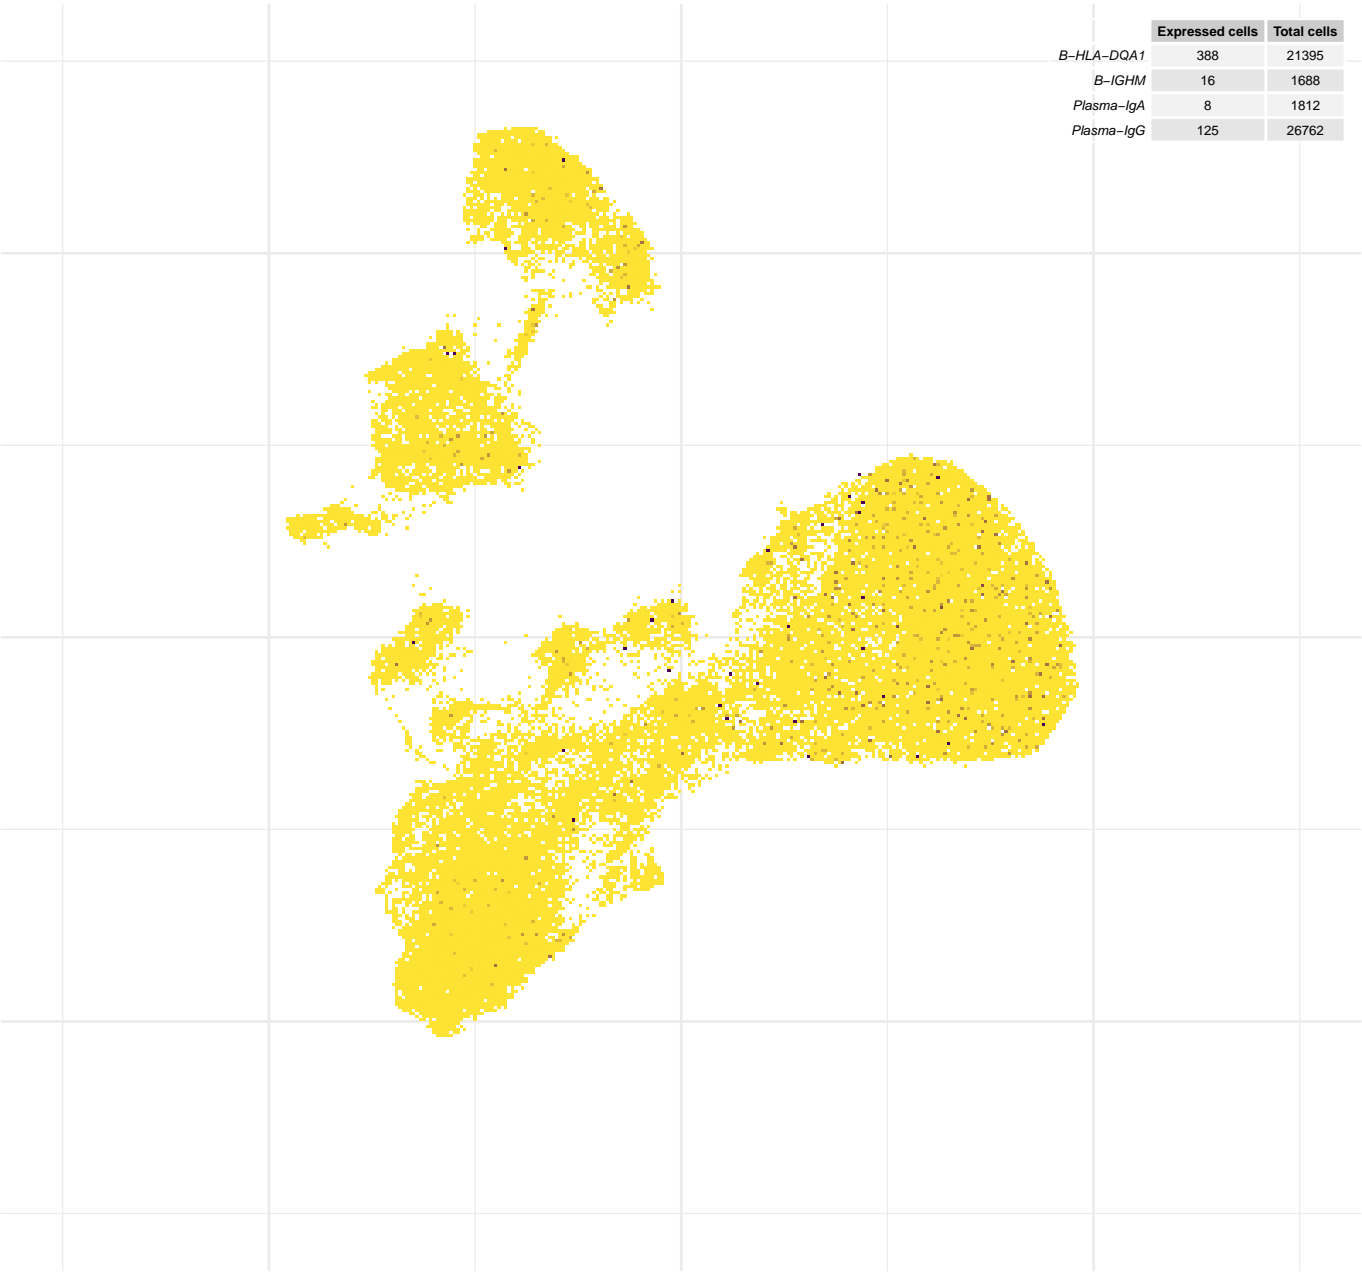 Expressed cells Total cells
B−HLA−DQA1 388 21395
B−IGHM 16 1688
Plasma−IgA 8 1812
Plasma−IgG 125 26762